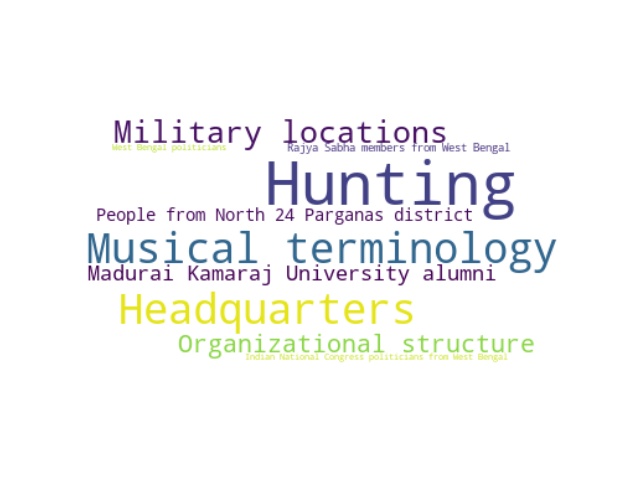 Military locations
West Bengal politicians
Rajya Sabha members from West Bengal
Hunting
People from North 24 Parganas district
Musical terminology
Madurai Kamaraj University alumni
Headquarters
Organizational structure
Indian National Congress politicians from West Bengal